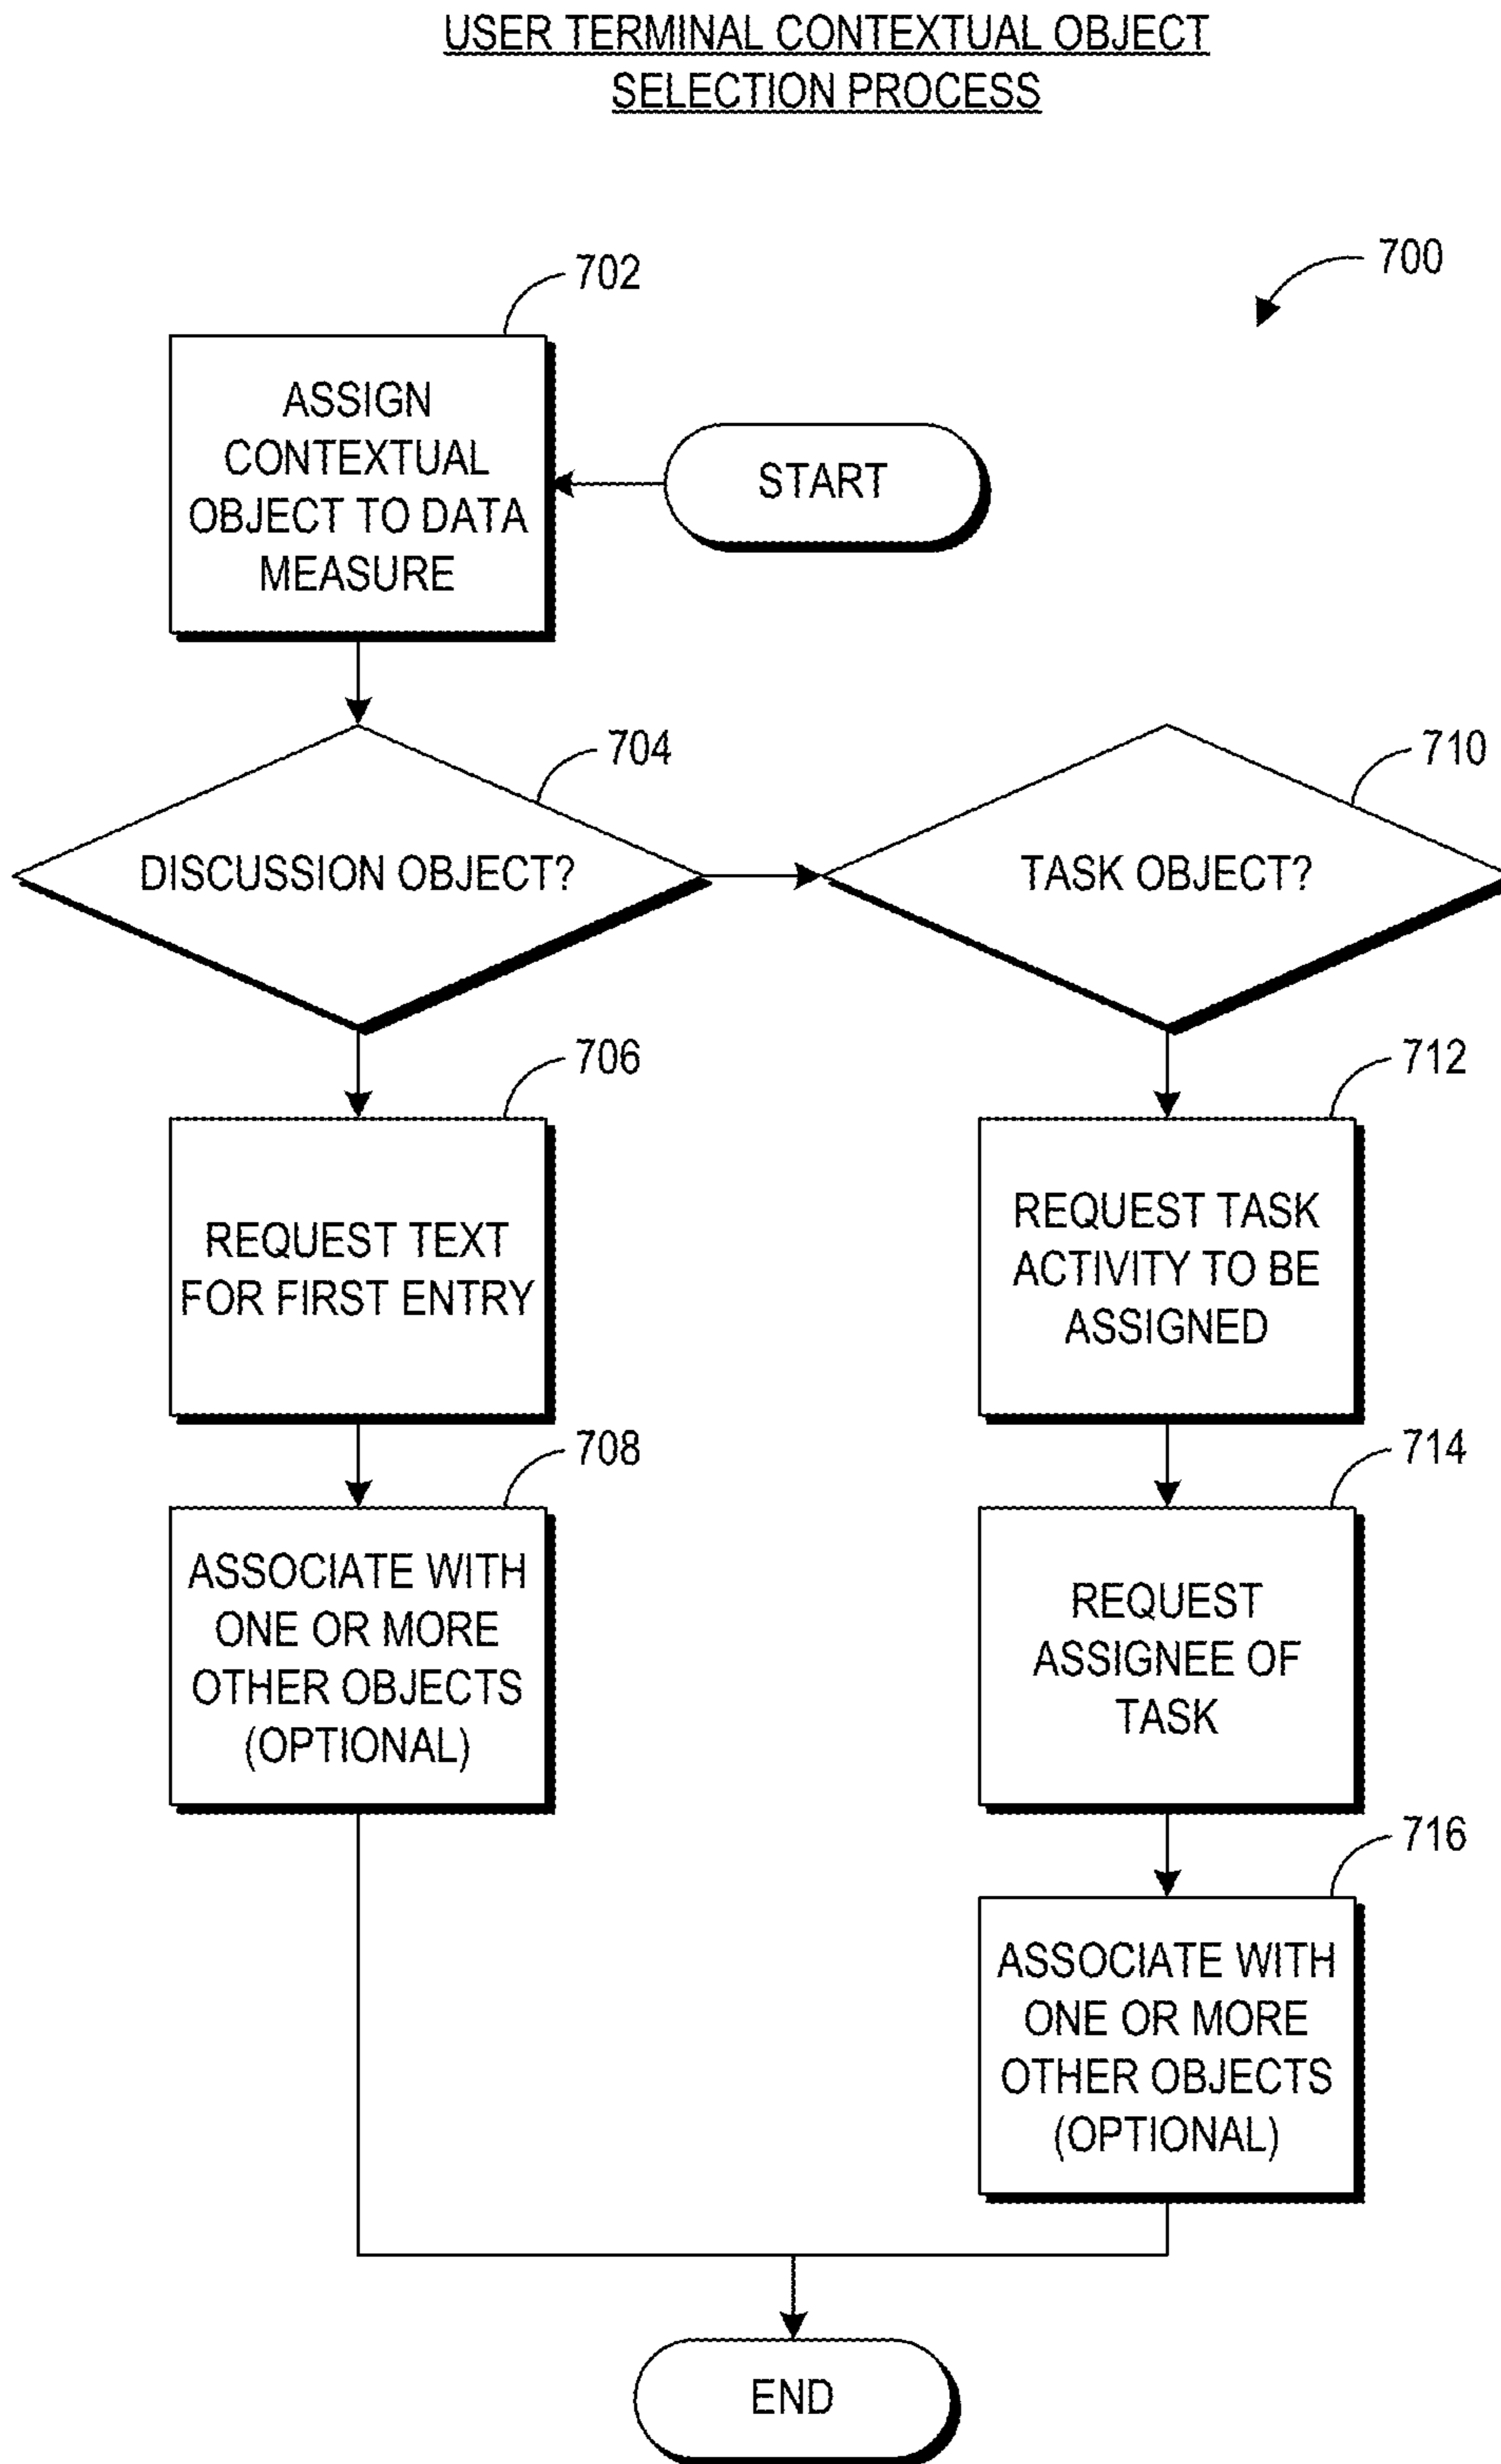 USER TERMINAL CONTEXTUAL OBJECT
SELECTION PROCESS
700
702
ASSIGN
CONTEXTUAL
OBJECT TO DATA
MEASURE
START
704
DISCUSSION OBJECT?
710
TASK OBJECT?
706
REQUEST TEXT
FOR FIRST ENTRY
712
REQUEST TASK
ACTIVITY TO BE
ASSIGNED
708
ASSOCIATE WITH
ONE OR MORE
OTHER OBJECTS
(OPTIONAL)
714
REQUEST
ASSIGNEE OF
TASK
716
ASSOCIATE WITH
ONE OR MORE
OTHER OBJECTS
(OPTIONAL)
END